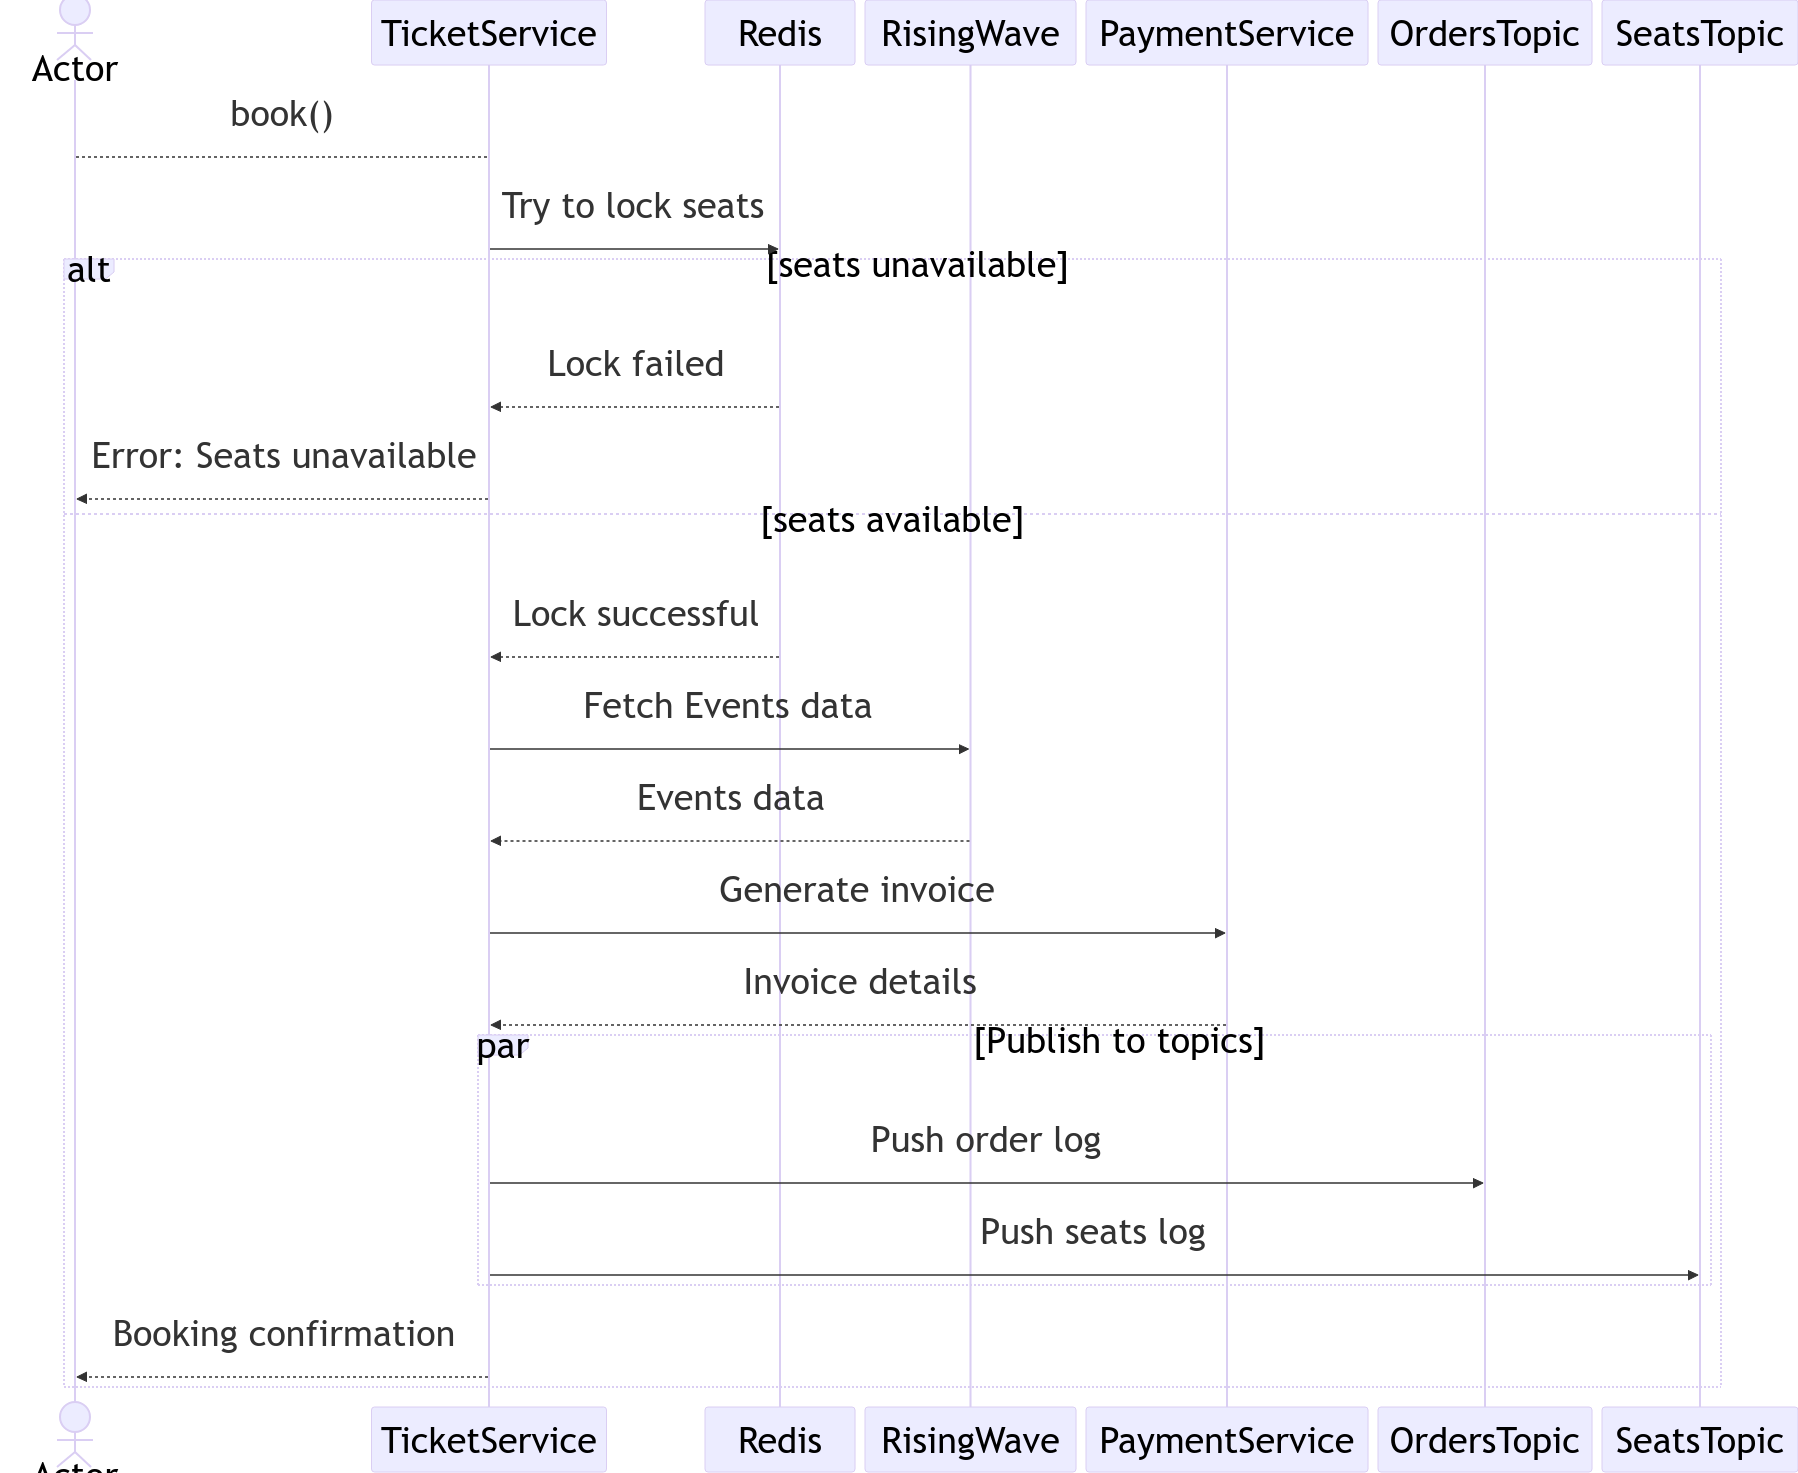 Actor
TicketService
Redis
RisingWave
PaymentService
OrdersTopic
SeatsTopic
book()
Try to lock seats
alt
[seats unavailable]
Lock failed
Error: Seats unavailable
[seats available]
Lock successful
Fetch Events data
Events data
Generate invoice
Invoice details
par
[Publish to topics]
Push order log
Push seats log
Booking confirmation
Actor
TicketService
Redis
RisingWave
PaymentService
OrdersTopic
SeatsTopic